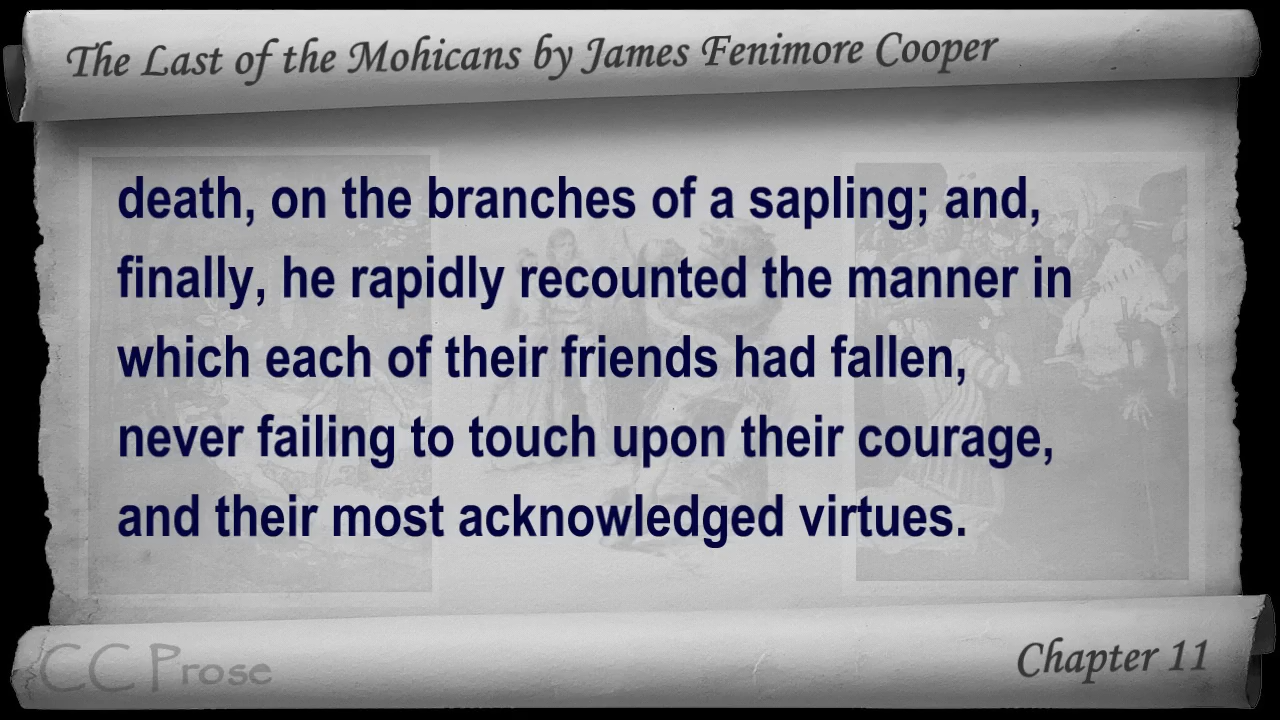 The Last of the Mohicans by James Fenimore Cooper
death, on the branches of a sapling; and,
finally, he rapidly recounted the manner in
which each of their friends had fallen,
never failing to touch upon their courage,
and their most acknowledged virtues.
CC Prose
Chapter 11